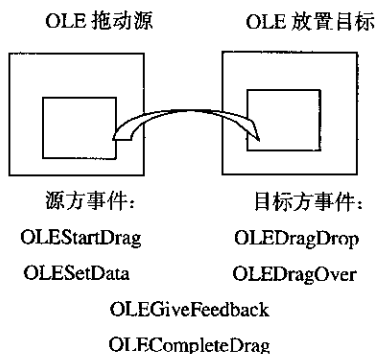 OLE 拖动源 OLE 放置目标
源方事件： 目标方事件：
OLEStartDrag OLEDragDrop
OLESetData OLEDragOver
OLEGiveFeedback
OLECompleteDrag